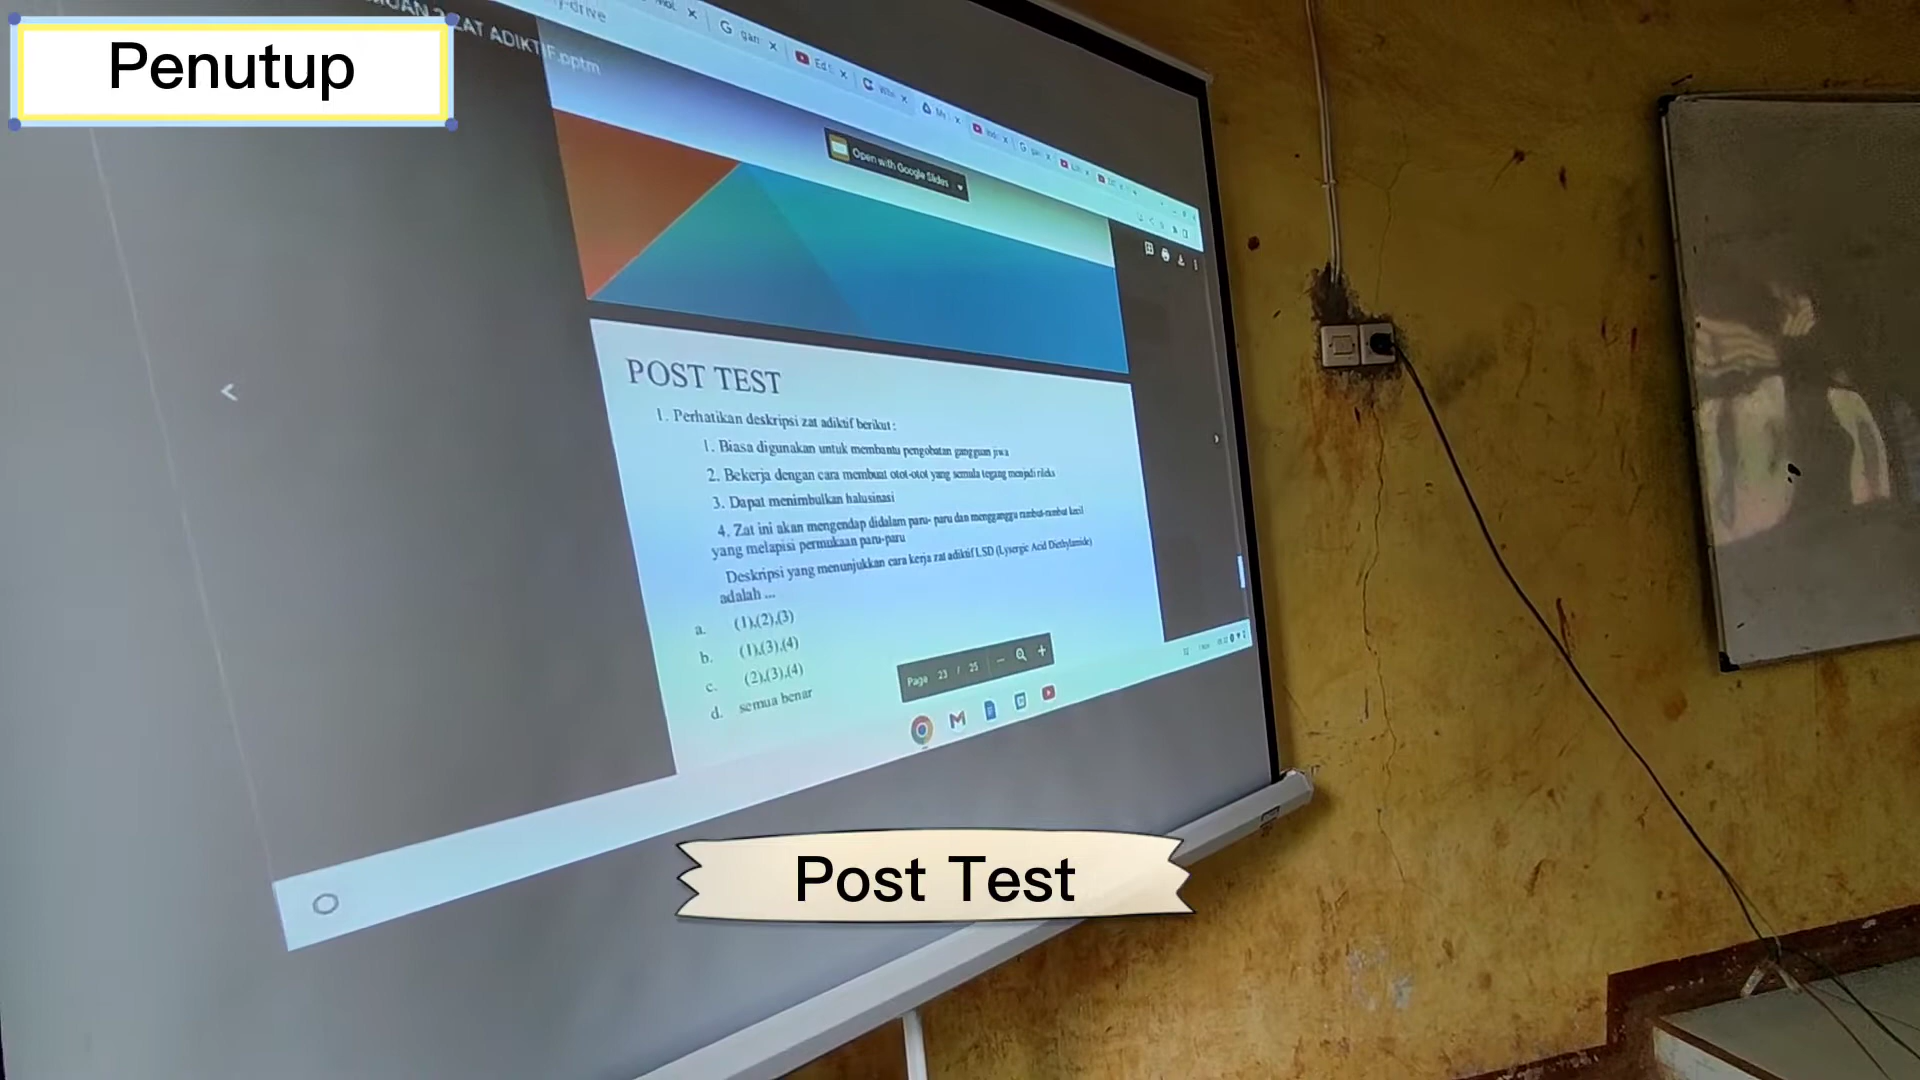 Penutup
ZAT ADIKTIF.pptm
y-drive
Open with Google Slides
POST TEST
1. Perhatikan deskripsi zat adiktif berikut :
1. Biasa digunakan untuk membantu pengobatan gangguan jiwa
2. Bekerja dengan cara membuat otot-otot yang semula tegang menjadi rileks
3. Dapat menimbulkan halusinasi
4. Zat ini akan mengendap didalam paru- paru dan mengganggu rambut-rambut kecil
yang melapisi permukaan paru-paru
Deskripsi yang menunjukkan cara kerja zat adiktif LSD (Lysergic Acid Diethylamide)
adalah ...
a. (1),(2),(3)
b. (1),(3),(4)
c. (2),(3),(4)
d. semua benar
Page 23 / 25
Post Test